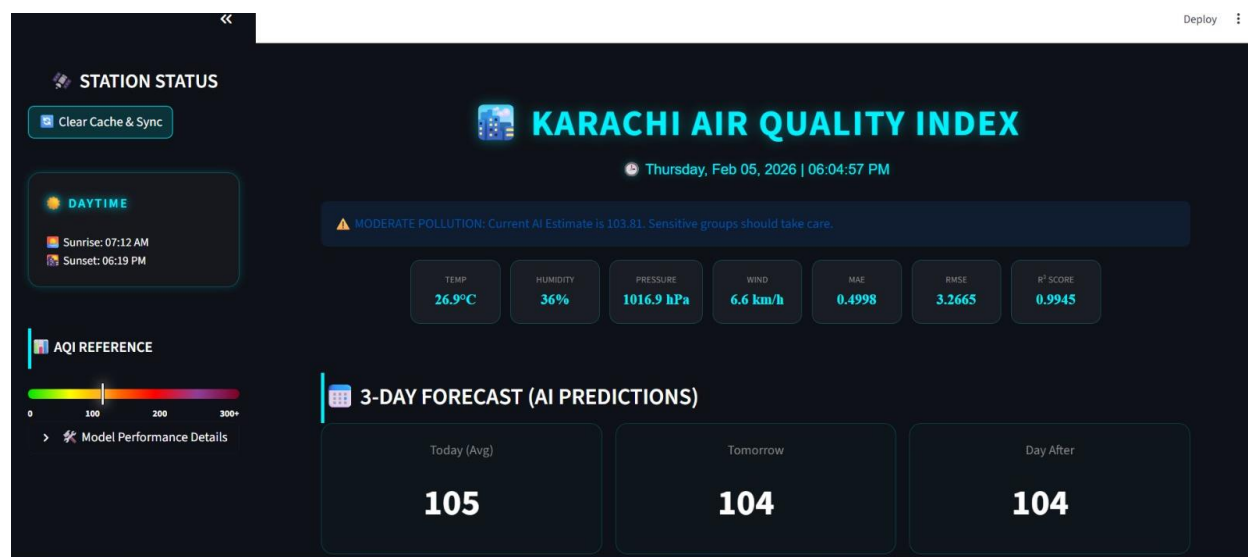 Deploy
STATION STATUS
Clear Cache & Sync
DAYTIME
Sunrise: 07:12 AM
Sunset: 06:19 PM
AQI REFERENCE
0 100 200 300+
Model Performance Details
KARACHI AIR QUALITY INDEX
Thursday, Feb 05, 2026 | 06:04:57 PM
MODERATE POLLUTION: Current AI Estimate is 103.81. Sensitive groups should take care.
TEMP
26.9°C
HUMIDITY
36%
PRESSURE
1016.9 hPa
WIND
6.6 km/h
MAE
0.4998
RMSE
3.2665
R² SCORE
0.9945
3-DAY FORECAST (AI PREDICTIONS)
Today (Avg)
105
Tomorrow
104
Day After
104